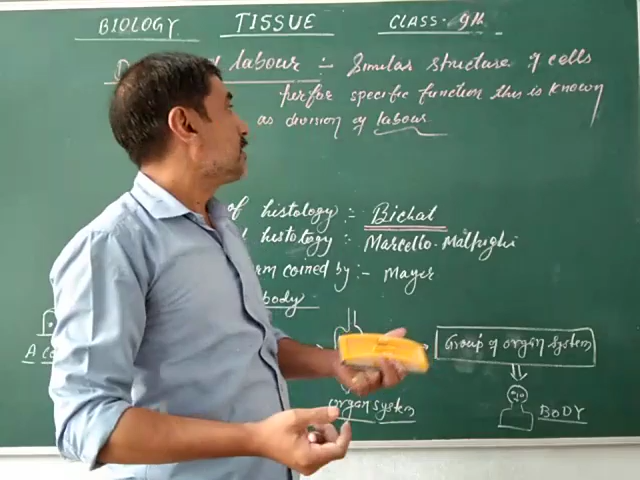 BIOLOGY TISSUE CLASS- 9th
labour :- Similar structure of cells
perfor specific function this is known
as division of labour
of histology :- Bichat
histology :- Marcello-Malpighi
coined by :- Mayer
body
Group of organ system
organ system
BODY